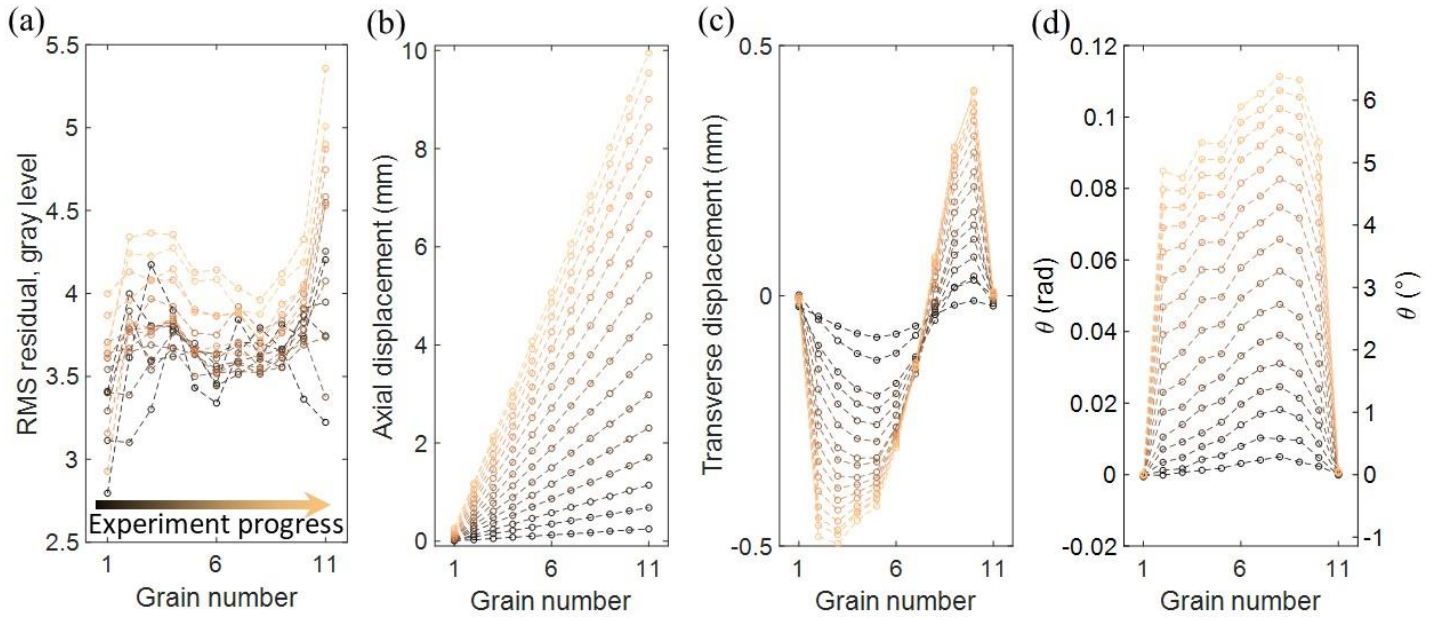 (a)
RMS residual, gray level
5.5
5
4.5
4
3.5
3
2.5
Experiment progress
1 6 11
Grain number
(b)
Axial displacement (mm)
10
8
6
4
2
0
1 6 11
Grain number
(c)
Transverse displacement (mm)
0.5
0
-0.5
1 6 11
Grain number
(d)
θ (rad)
0.12
0.1
0.08
0.06
0.04
0.02
0
-0.02
1 6 11
Grain number
6
5
4
3
2
1
0
-1
θ (°)